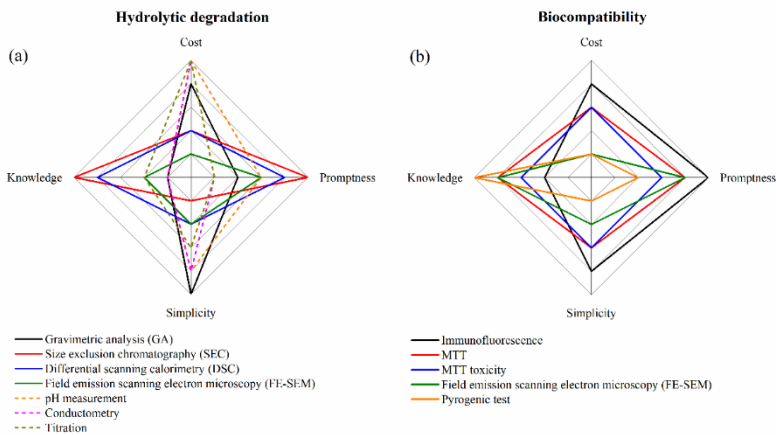 Hydrolytic degradation
(a)
Cost
Knowledge
Promptness
Simplicity
Gravimetric analysis (GA)
Size exclusion chromatography (SEC)
Differential scanning calorimetry (DSC)
Field emission scanning electron microscopy (FE-SEM)
pH measurement
Conductometry
Titration
Biocompatibility
(b)
Cost
Knowledge
Promptness
Simplicity
Immunofluorescence
MTT
MTT toxicity
Field emission scanning electron microscopy (FE-SEM)
Pyrogenic test